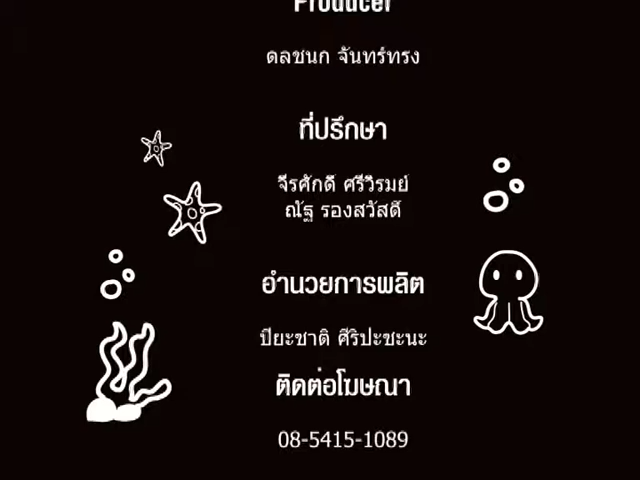 Producer
ดลชนก จันทร์ทรง
ที่ปรึกษา
จีรศักดิ์ ศรีวิรมย์
ณัฐ รองสวัสดิ์
อำนวยการผลิต
ปิยะชาติ ศิริปะชะนะ
ติดต่อโฆษณา
08-5415-1089